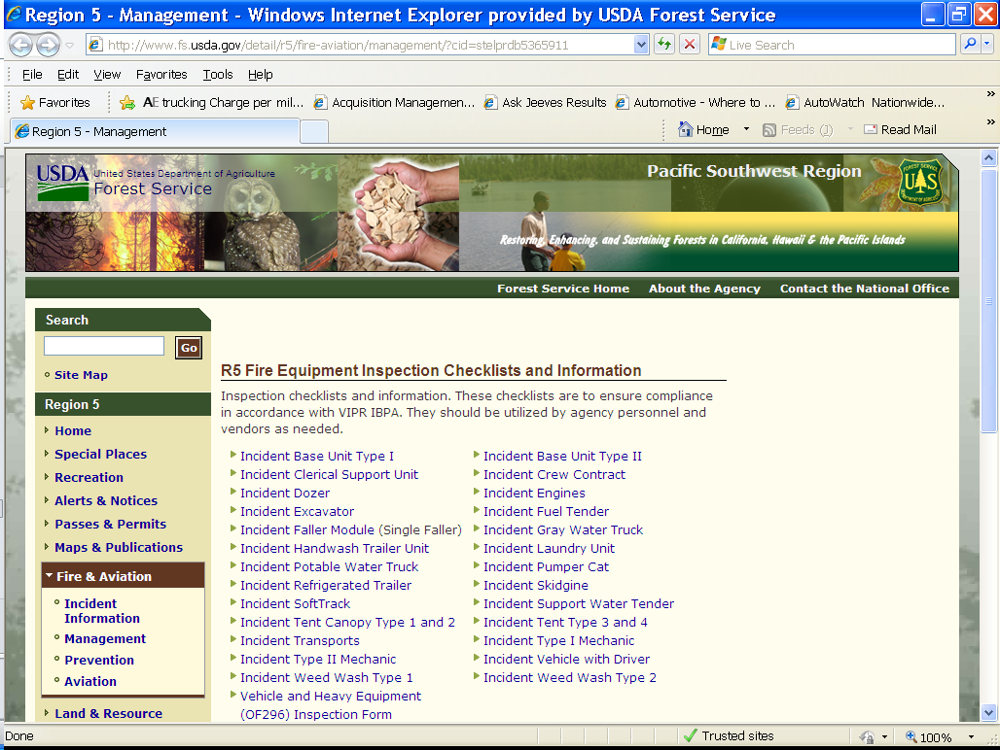 Region 5 - Management - Windows Internet Explorer provided by USDA Forest Service
http://www.fs.usda.gov/detail/r5/fire-aviation/management/?cid=stelprdb5365911
Live Search
File Edit View Favorites Tools Help
Favorites AE trucking Charge per mil... Acquisition Management... Ask Jeeves Results Automotive - Where to ... AutoWatch Nationwide... »
Region 5 - Management
Home Feeds (J) Read Mail »
USDA United States Department of Agriculture
Forest Service
Pacific Southwest Region
FOREST SERVICE
UAS
DEPARTMENT OF AGRICULTURE
Restoring, Enhancing, and Sustaining Forests in California, Hawaii & the Pacific Islands
Forest Service Home About the Agency Contact the National Office
Search
Go
Site Map
Region 5
Home
Special Places
Recreation
Alerts & Notices
Passes & Permits
Maps & Publications
Fire & Aviation
Incident
Information
Management
Prevention
Aviation
Land & Resource
R5 Fire Equipment Inspection Checklists and Information
Inspection checklists and information. These checklists are to ensure compliance
in accordance with VIPR IBPA. They should be utilized by agency personnel and
vendors as needed.
Incident Base Unit Type I
Incident Clerical Support Unit
Incident Dozer
Incident Excavator
Incident Faller Module (Single Faller)
Incident Handwash Trailer Unit
Incident Potable Water Truck
Incident Refrigerated Trailer
Incident SoftTrack
Incident Tent Canopy Type 1 and 2
Incident Transports
Incident Type II Mechanic
Incident Weed Wash Type 1
Vehicle and Heavy Equipment
(OF296) Inspection Form
Incident Base Unit Type II
Incident Crew Contract
Incident Engines
Incident Fuel Tender
Incident Gray Water Truck
Incident Laundry Unit
Incident Pumper Cat
Incident Skidgine
Incident Support Water Tender
Incident Tent Type 3 and 4
Incident Type I Mechanic
Incident Vehicle with Driver
Incident Weed Wash Type 2
Done
Trusted sites
100%